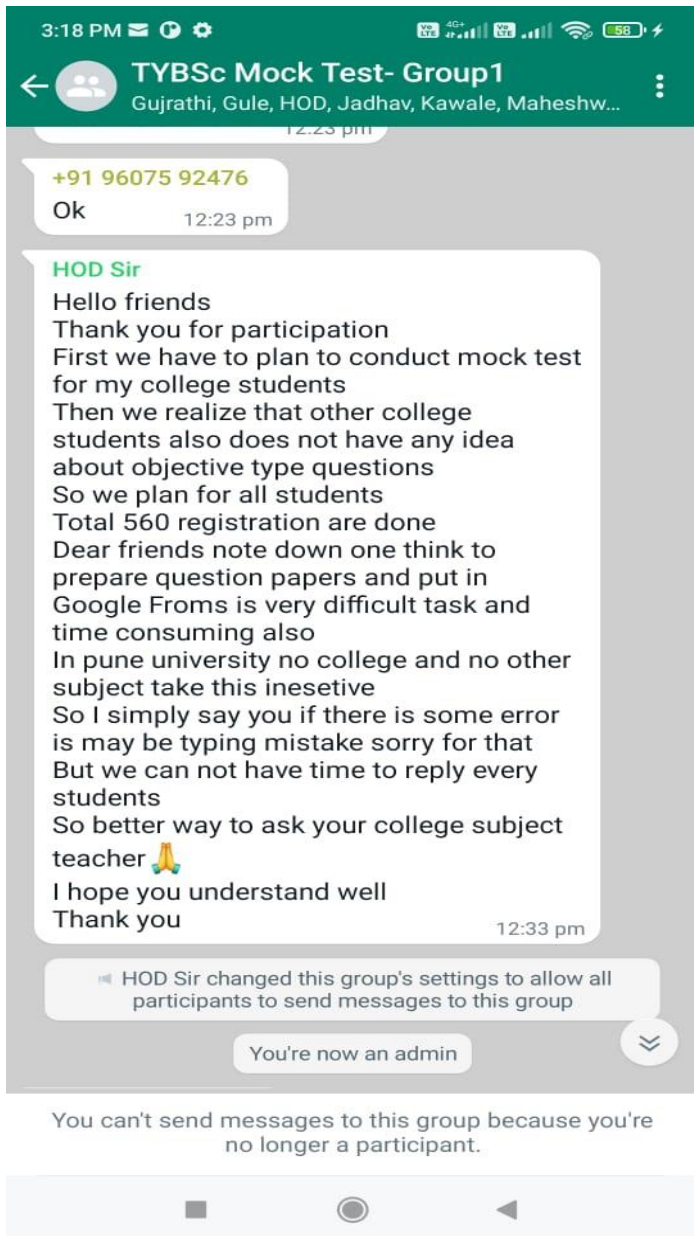 3:18 PM
4G+
Vo
LTE
Vo
LTE
58
TYBSc Mock Test- Group1
Gujrathi, Gule, HOD, Jadhav, Kawale, Maheshw...
12:23 pm
+91 96075 92476
Ok
12:23 pm
HOD Sir
Hello friends
Thank you for participation
First we have to plan to conduct mock test
for my college students
Then we realize that other college
students also does not have any idea
about objective type questions
So we plan for all students
Total 560 registration are done
Dear friends note down one think to
prepare question papers and put in
Google Froms is very difficult task and
time consuming also
In pune university no college and no other
subject take this inesetive
So I simply say you if there is some error
is may be typing mistake sorry for that
But we can not have time to reply every
students
So better way to ask your college subject
teacher 🙏
I hope you understand well
Thank you
12:33 pm
HOD Sir changed this group's settings to allow all
participants to send messages to this group
You're now an admin
You can't send messages to this group because you're
no longer a participant.